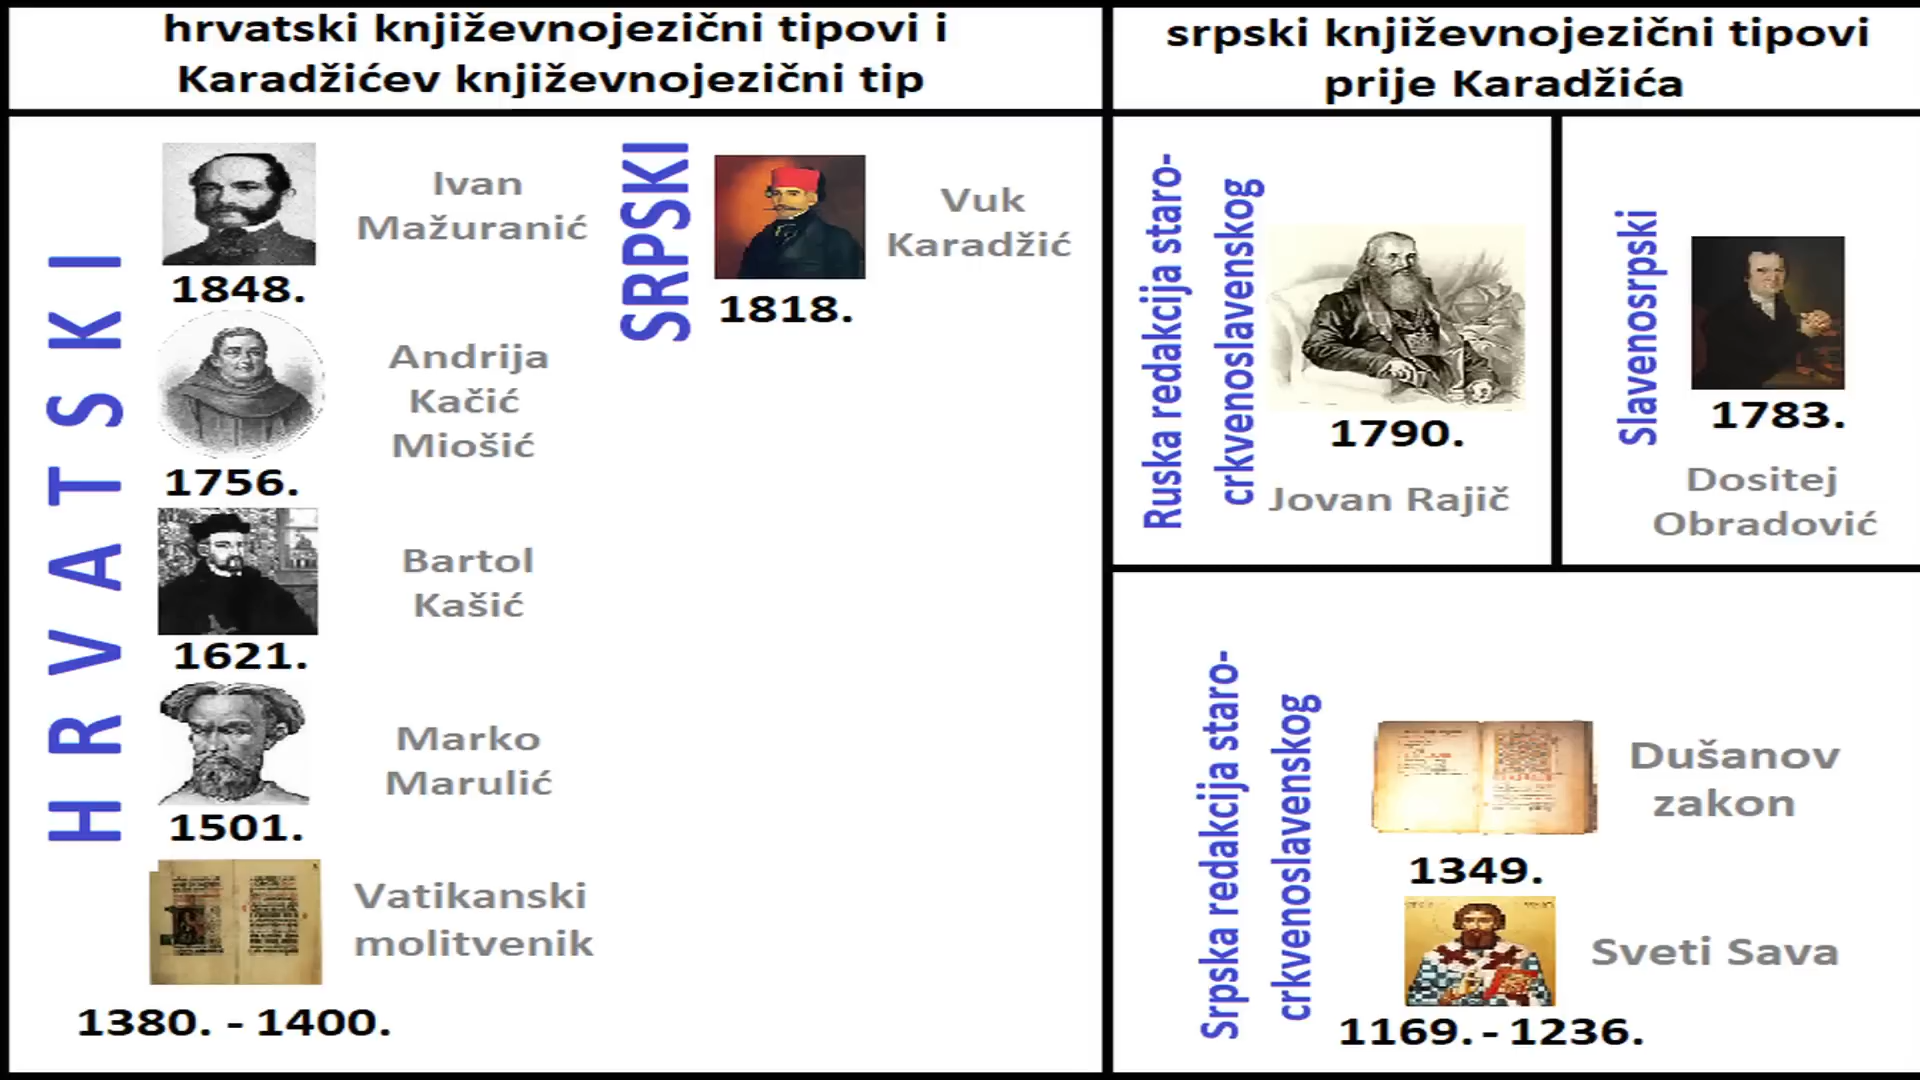 hrvatski književnojezični tipovi i
Karadžićev književnojezični tip
srpski književnojezični tipovi
prije Karadžića
HRVATSKI
Ivan
Mažuranić
1848.
Andrija
Kačić
Miošić
1756.
Bartol
Kašić
1621.
Marko
Marulić
1501.
Vatikanski
molitvenik
1380. - 1400.
SRPSKI
Vuk
Karadžić
1818.
Ruska redakcija staro-
crkvenoslavenskog
1790.
Jovan Rajič
Slavenosrpski
1783.
Dositej
Obradović
Srpska redakcija staro-
crkvenoslavenskog
Dušanov
zakon
1349.
Sveti Sava
1169. - 1236.